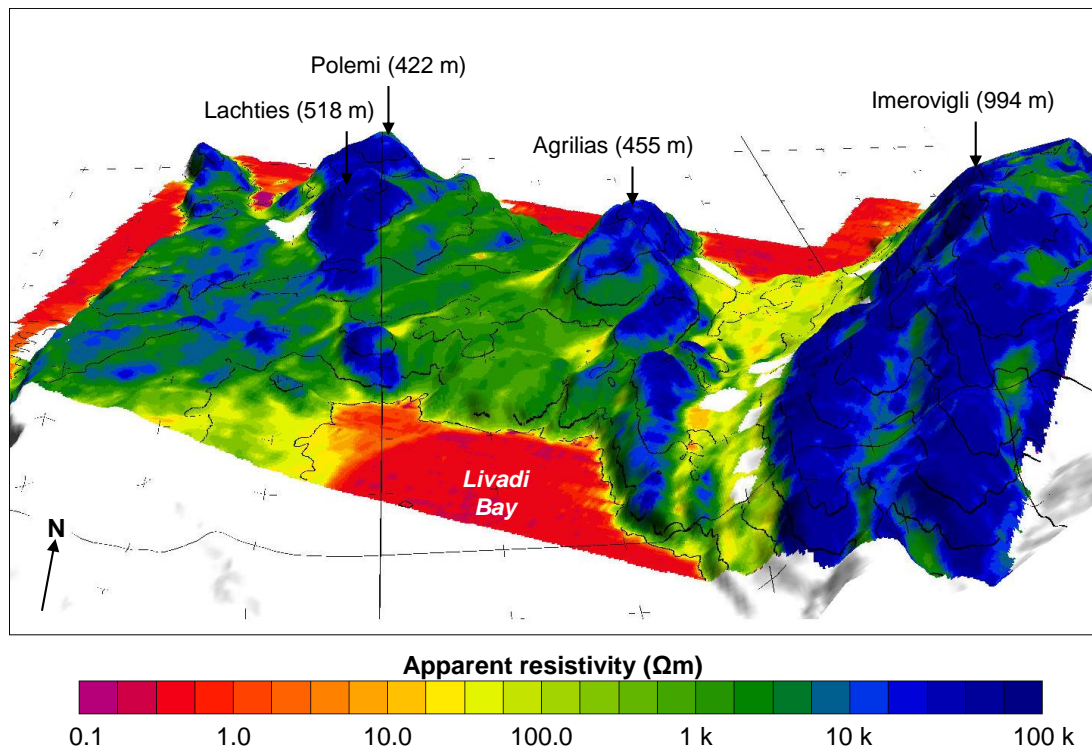 Polemi (422 m)
Lachties (518 m)
Imerovigli (994 m)
Agrilias (455 m)
Livadi
Bay
N
Apparent resistivity (Ωm)
0.1 1.0 10.0 100.0 1 k 10 k 100 k